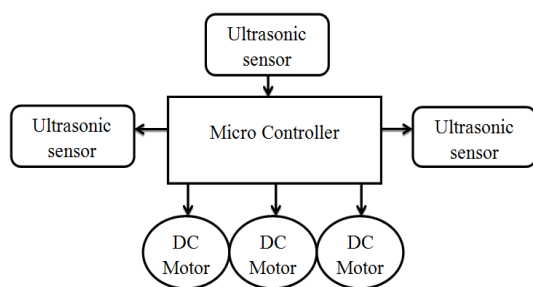 Ultrasonic
sensor
Ultrasonic
sensor
Micro Controller
Ultrasonic
sensor
DC
Motor
DC
Motor
DC
Motor